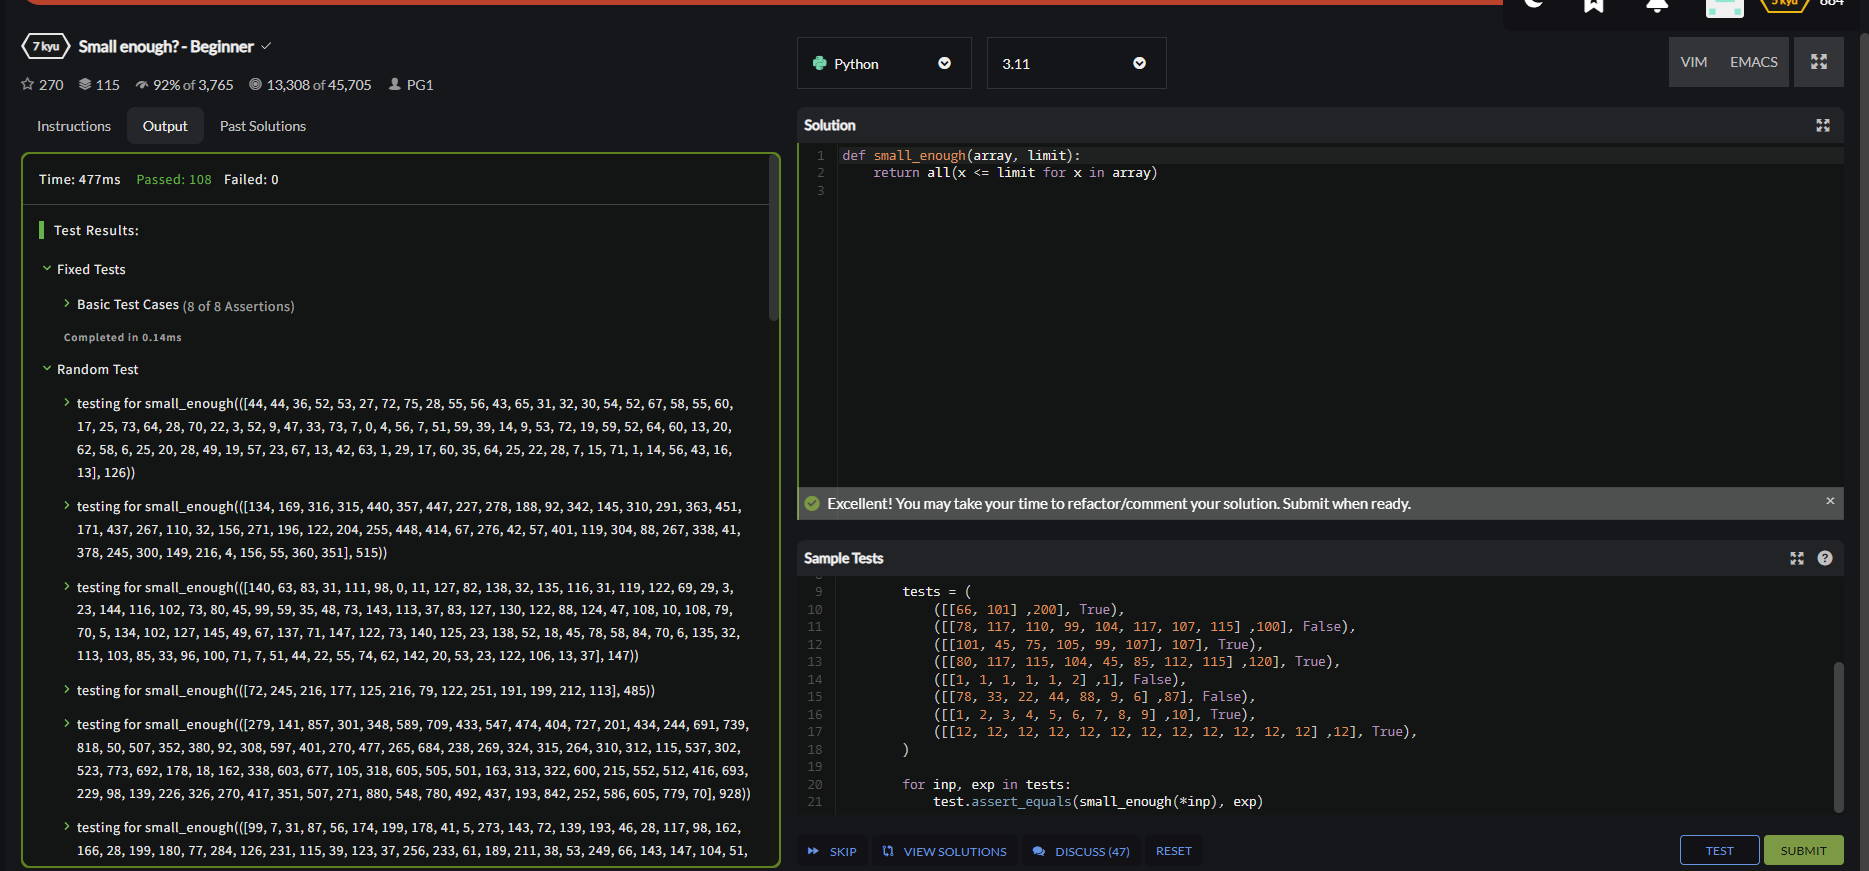 5 kyu 884
7 kyu Small enough? - Beginner
270 115 92% of 3,765 13,308 of 45,705 PG1
Instructions Output Past Solutions
Time: 477ms Passed: 108 Failed: 0
Test Results:
Fixed Tests
Basic Test Cases (8 of 8 Assertions)
Completed in 0.14ms
Random Test
testing for small_enough(([44, 44, 36, 52, 53, 27, 72, 75, 28, 55, 56, 43, 65, 31, 32, 30, 54, 52, 67, 58, 55, 60,
17, 25, 73, 64, 28, 70, 22, 3, 52, 9, 47, 33, 73, 7, 0, 4, 56, 7, 51, 59, 39, 14, 9, 53, 72, 19, 59, 52, 64, 60, 13, 20,
62, 58, 6, 25, 20, 28, 49, 19, 57, 23, 67, 13, 42, 63, 1, 29, 17, 60, 35, 64, 25, 22, 28, 7, 15, 71, 1, 14, 56, 43, 16,
13], 126))
testing for small_enough(([134, 169, 316, 315, 440, 357, 447, 227, 278, 188, 92, 342, 145, 310, 291, 363, 451,
171, 437, 267, 110, 32, 156, 271, 196, 122, 204, 255, 448, 414, 67, 276, 42, 57, 401, 119, 304, 88, 267, 338, 41,
378, 245, 300, 149, 216, 4, 156, 55, 360, 351], 515))
testing for small_enough(([140, 63, 83, 31, 111, 98, 0, 11, 127, 82, 138, 32, 135, 116, 31, 119, 122, 69, 29, 3,
23, 144, 116, 102, 73, 80, 45, 99, 59, 35, 48, 73, 143, 113, 37, 83, 127, 130, 122, 88, 124, 47, 108, 10, 108, 79,
70, 5, 134, 102, 127, 145, 49, 67, 137, 71, 147, 122, 73, 140, 125, 23, 138, 52, 18, 45, 78, 58, 84, 70, 6, 135, 32,
113, 103, 85, 33, 96, 100, 71, 7, 51, 44, 22, 55, 74, 62, 142, 20, 53, 23, 122, 106, 13, 37], 147))
testing for small_enough(([72, 245, 216, 177, 125, 216, 79, 122, 251, 191, 199, 212, 113], 485))
testing for small_enough(([279, 141, 857, 301, 348, 589, 709, 433, 547, 474, 404, 727, 201, 434, 244, 691, 739,
818, 50, 507, 352, 380, 92, 308, 597, 401, 270, 477, 265, 684, 238, 269, 324, 315, 264, 310, 312, 115, 537, 302,
523, 773, 692, 178, 18, 162, 338, 603, 677, 105, 318, 605, 505, 501, 163, 313, 322, 600, 215, 552, 512, 416, 693,
229, 98, 139, 226, 326, 270, 417, 351, 507, 271, 880, 548, 780, 492, 437, 193, 842, 252, 586, 605, 779, 70], 928))
testing for small_enough(([99, 7, 31, 87, 56, 174, 199, 178, 41, 5, 273, 143, 72, 139, 193, 46, 28, 117, 98, 162,
166, 28, 199, 180, 77, 284, 126, 231, 115, 39, 123, 37, 256, 233, 61, 189, 211, 38, 53, 249, 66, 143, 147, 104, 51,
Python 3.11 VIM EMACS
Solution
1 def small_enough(array, limit):
2 return all(x <= limit for x in array)
3
Excellent! You may take your time to refactor/comment your solution. Submit when ready.
Sample Tests
9 tests = (
10 ([[66, 101] ,200], True),
11 ([[78, 117, 110, 99, 104, 117, 107, 115] ,100], False),
12 ([[101, 45, 75, 105, 99, 107], 107], True),
13 ([[80, 117, 115, 104, 45, 85, 112, 115] ,120], True),
14 ([[1, 1, 1, 1, 1, 2] ,1], False),
15 ([[78, 33, 22, 44, 88, 9, 6] ,87], False),
16 ([[1, 2, 3, 4, 5, 6, 7, 8, 9] ,10], True),
17 ([[12, 12, 12, 12, 12, 12, 12, 12, 12, 12, 12, 12] ,12], True),
18 )
19
20 for inp, exp in tests:
21 test.assert_equals(small_enough(*inp), exp)
SKIP VIEW SOLUTIONS DISCUSS (47) RESET TEST SUBMIT